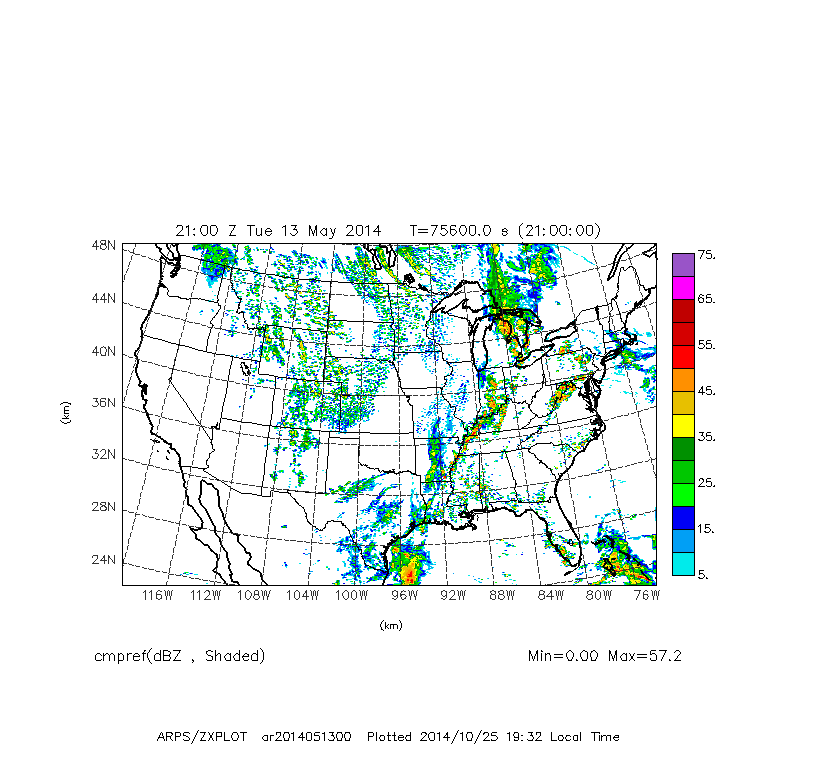 21:00 Z Tue 13 May 2014 T=75600.0 s (21:00:00)
48N
44N
40N
36N
32N
28N
24N
(km)
116W 112W 108W 104W 100W 96W 92W 88W 84W 80W 76W
(km)
75.
65.
55.
45.
35.
25.
15.
5.
cmpref(dBZ , Shaded) Min=0.00 Max=57.2
ARPS/ZXPLOT ar2014051300 Plotted 2014/10/25 19:32 Local Time